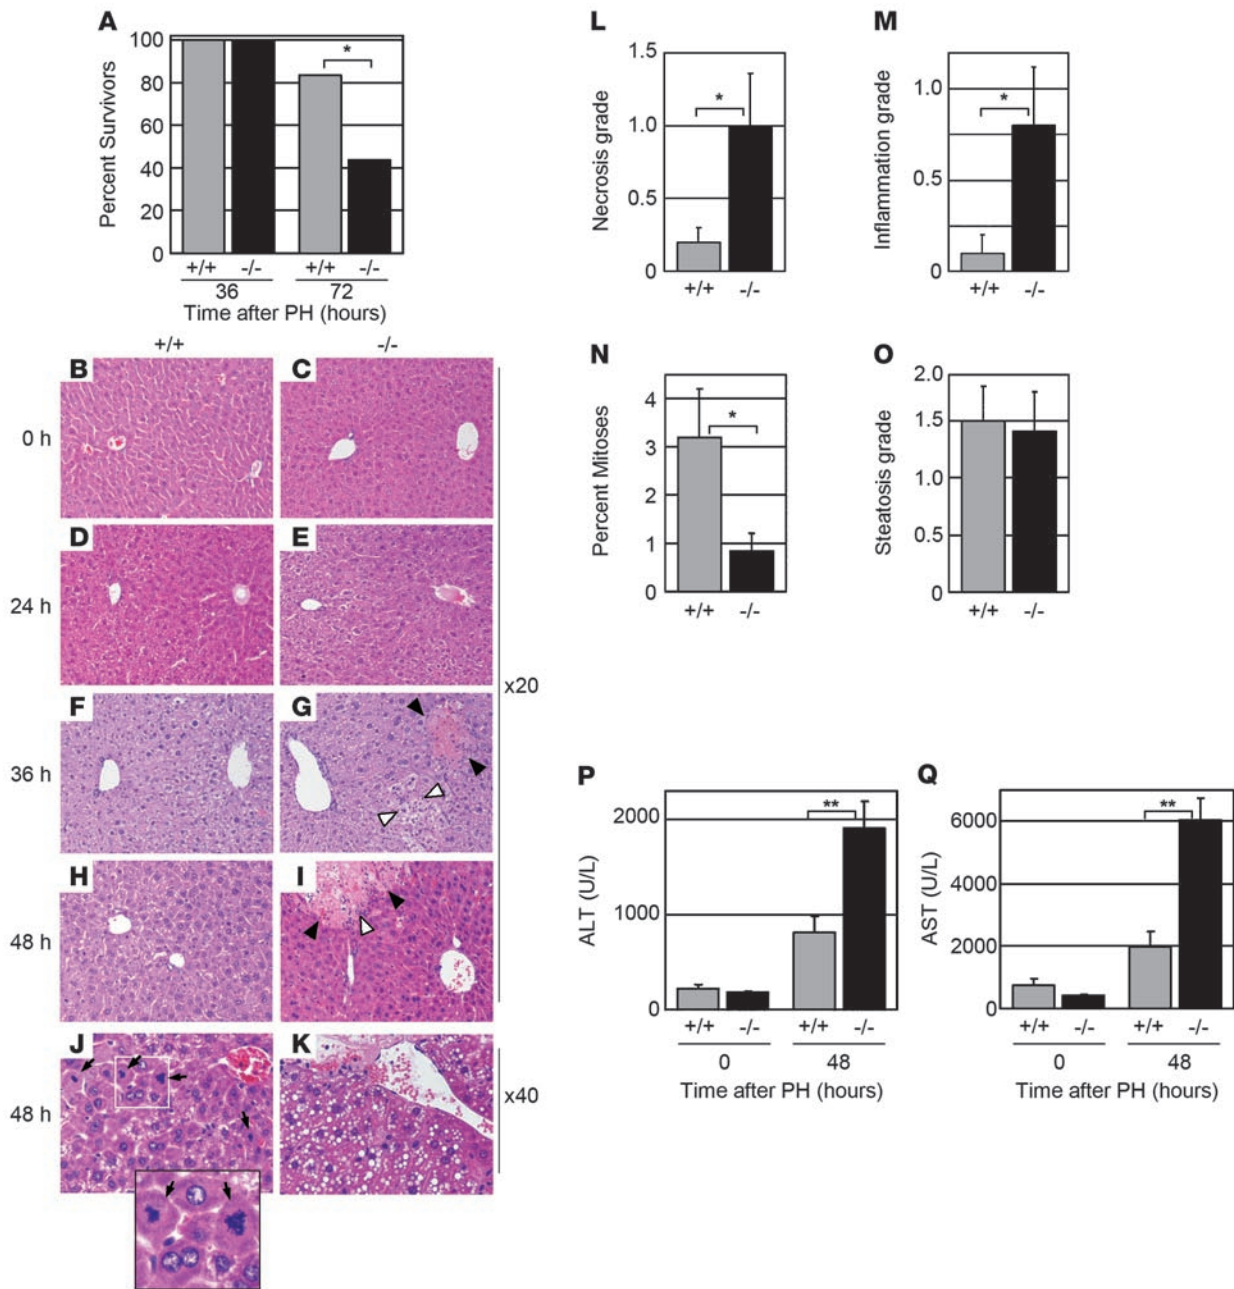 A
100
80
60
40
20
0
Percent Survivors
*
+/+ -/- +/+ -/-
36 72
Time after PH (hours)
+/+ -/-
B C
0 h
D E
24 h
F G
36 h
H I
48 h
x20
J K
48 h
x40
L
1.5
1.0
0.5
0
Necrosis grade
*
+/+ -/-
M
1.0
0.5
0
Inflammation grade
*
+/+ -/-
N
4
3
2
1
0
Percent Mitoses
*
+/+ -/-
O
2.0
1.5
1.0
0.5
0
Steatosis grade
+/+ -/-
P
2000
1000
0
ALT (U/L)
**
+/+ -/- +/+ -/-
0 48
Time after PH (hours)
Q
6000
4000
2000
0
AST (U/L)
**
+/+ -/- +/+ -/-
0 48
Time after PH (hours)